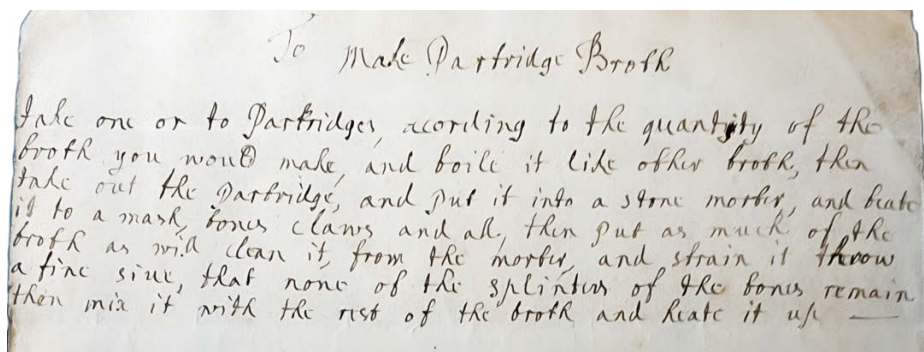 To Make Partridge Broth
take one or to Partridges, acording to the quantity of the
broth you would make, and boile it like other broth, then
take out the Partridge, and put it into a stone morter, and beate
it to a mash, bones claws and all, then put as much of the
broth as will clean it, from the morter, and strain it throw
a fine siue, that none of the splinters of the bones remain
then mix it with the rest of the broth and heate it up